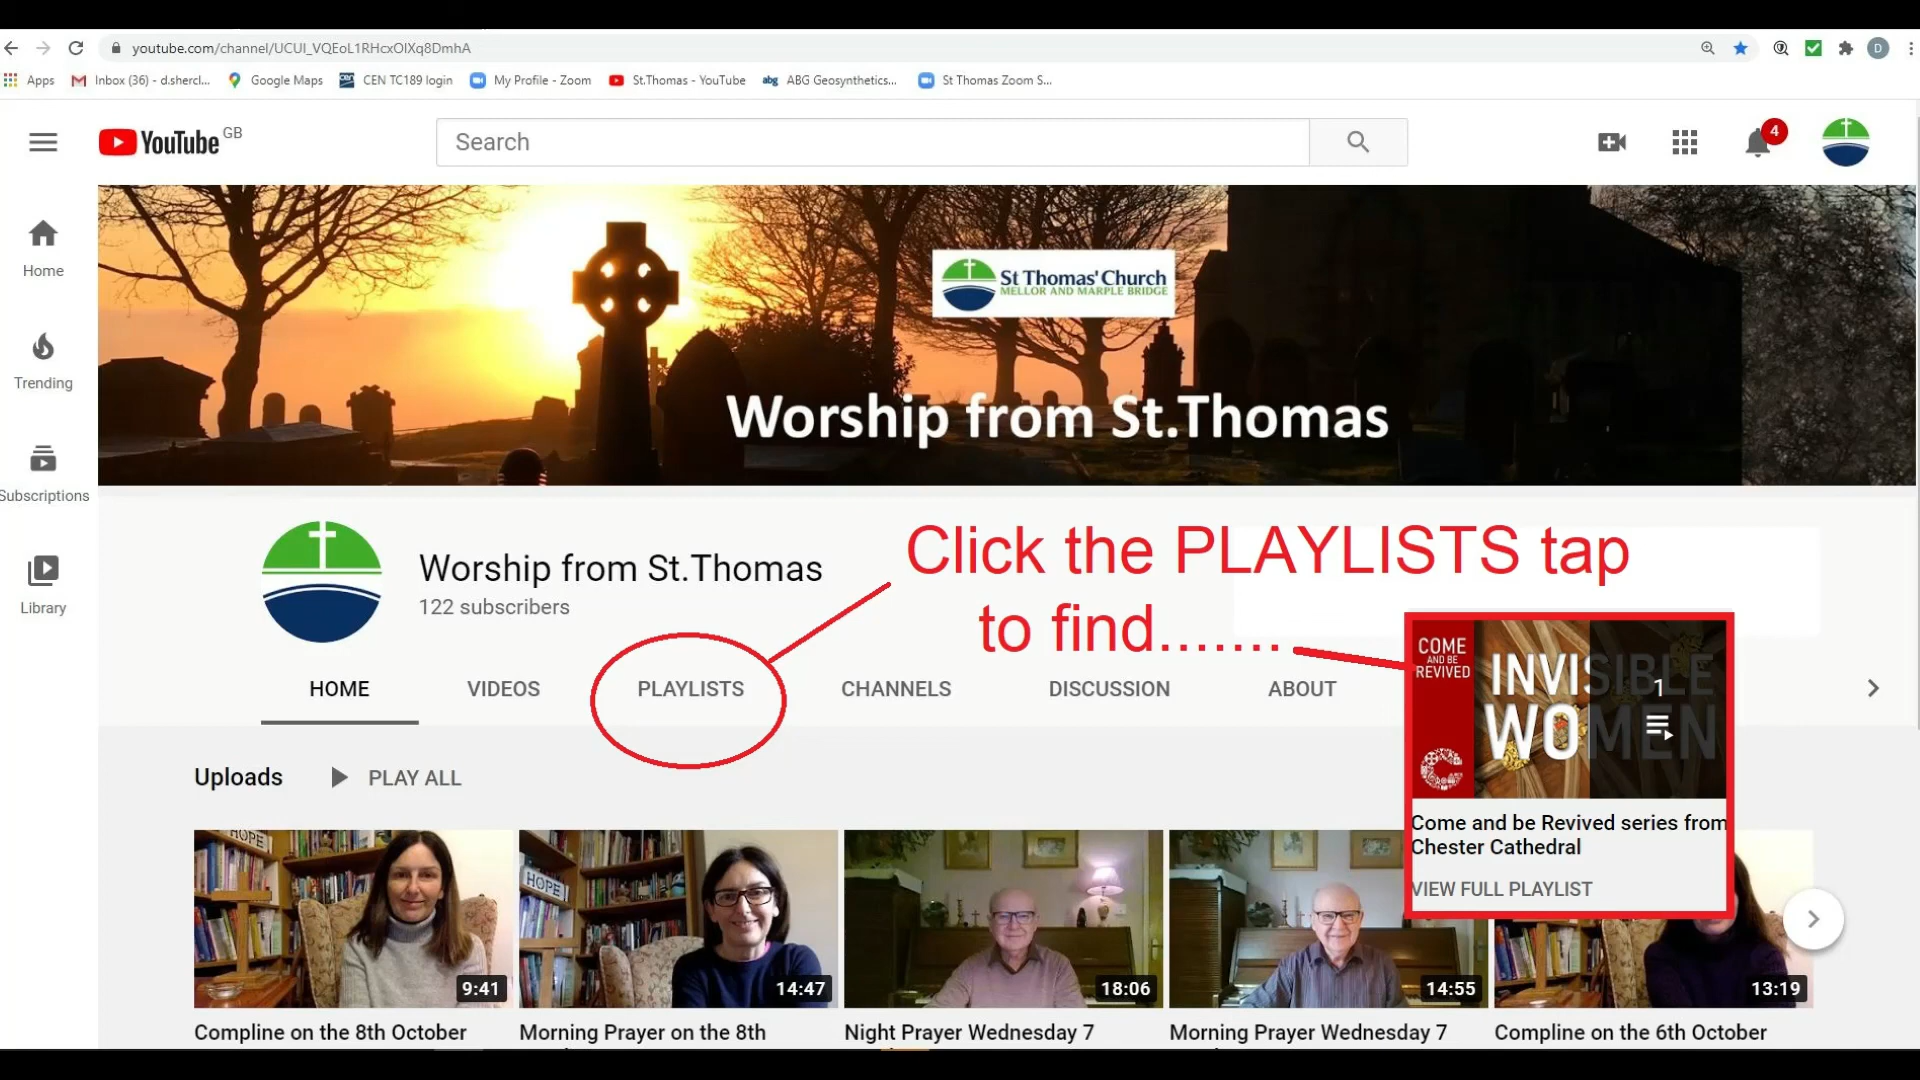 youtube.com/channel/UCUI_VQEoL1RHcxOlXq8DmhA
D
Apps
Inbox (36) - d.shercl...
Google Maps
CEN TC189 login
My Profile - Zoom
St.Thomas - YouTube
abg ABG Geosynthetics...
St Thomas Zoom S...
YouTube GB
Search
4
Home
Trending
Subscriptions
Library
St Thomas' Church
MELLOR AND MARPLE BRIDGE
Worship from St.Thomas
Worship from St.Thomas
122 subscribers
Click the PLAYLISTS tap
to find.......
HOME
VIDEOS
PLAYLISTS
CHANNELS
DISCUSSION
ABOUT
COME
AND BE
REVIVED
INVISIBLE
WOMEN
1
Come and be Revived series from
Chester Cathedral
VIEW FULL PLAYLIST
Uploads
PLAY ALL
HOPE
9:41
HOPE
14:47
18:06
14:55
13:19
Compline on the 8th October
Morning Prayer on the 8th
Night Prayer Wednesday 7
Morning Prayer Wednesday 7
Compline on the 6th October